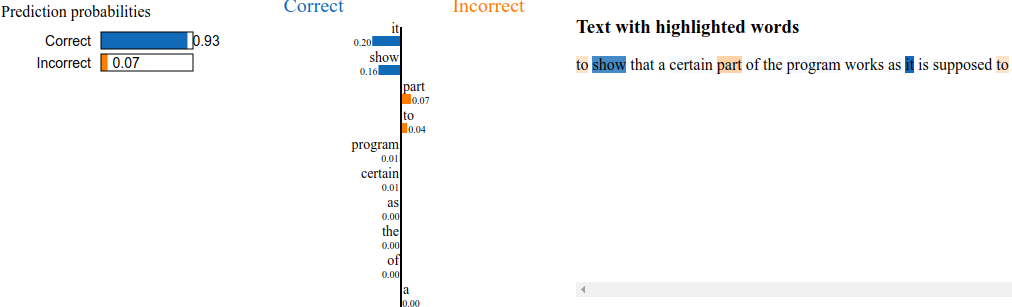 Prediction probabilities
Correct 0.93
Incorrect 0.07
Correct Incorrect
it
0.20
show
0.16
part
0.07
to
0.04
program
0.01
certain
0.01
as
0.00
the
0.00
of
0.00
a
0.00
Text with highlighted words
to show that a certain part of the program works as it is supposed to